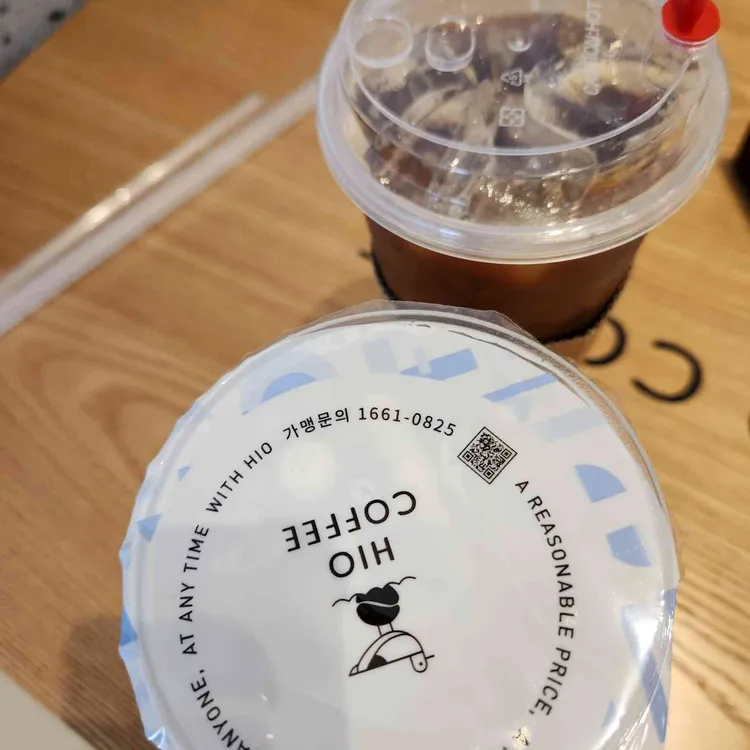 HIO
COFFEE
A REASONABLE PRICE,
ANYONE, AT ANY TIME WITH HIO 가맹문의 1661-0825